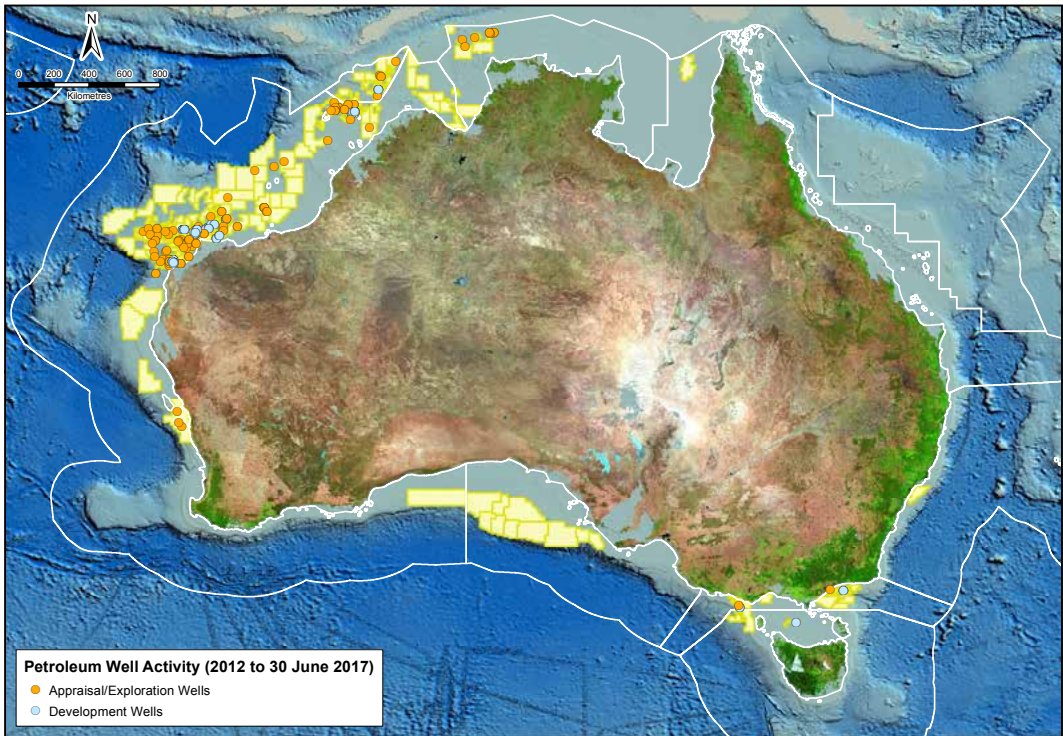 N
0 200 400 600 800
Kilometres
Petroleum Well Activity (2012 to 30 June 2017)
Appraisal/Exploration Wells
Development Wells